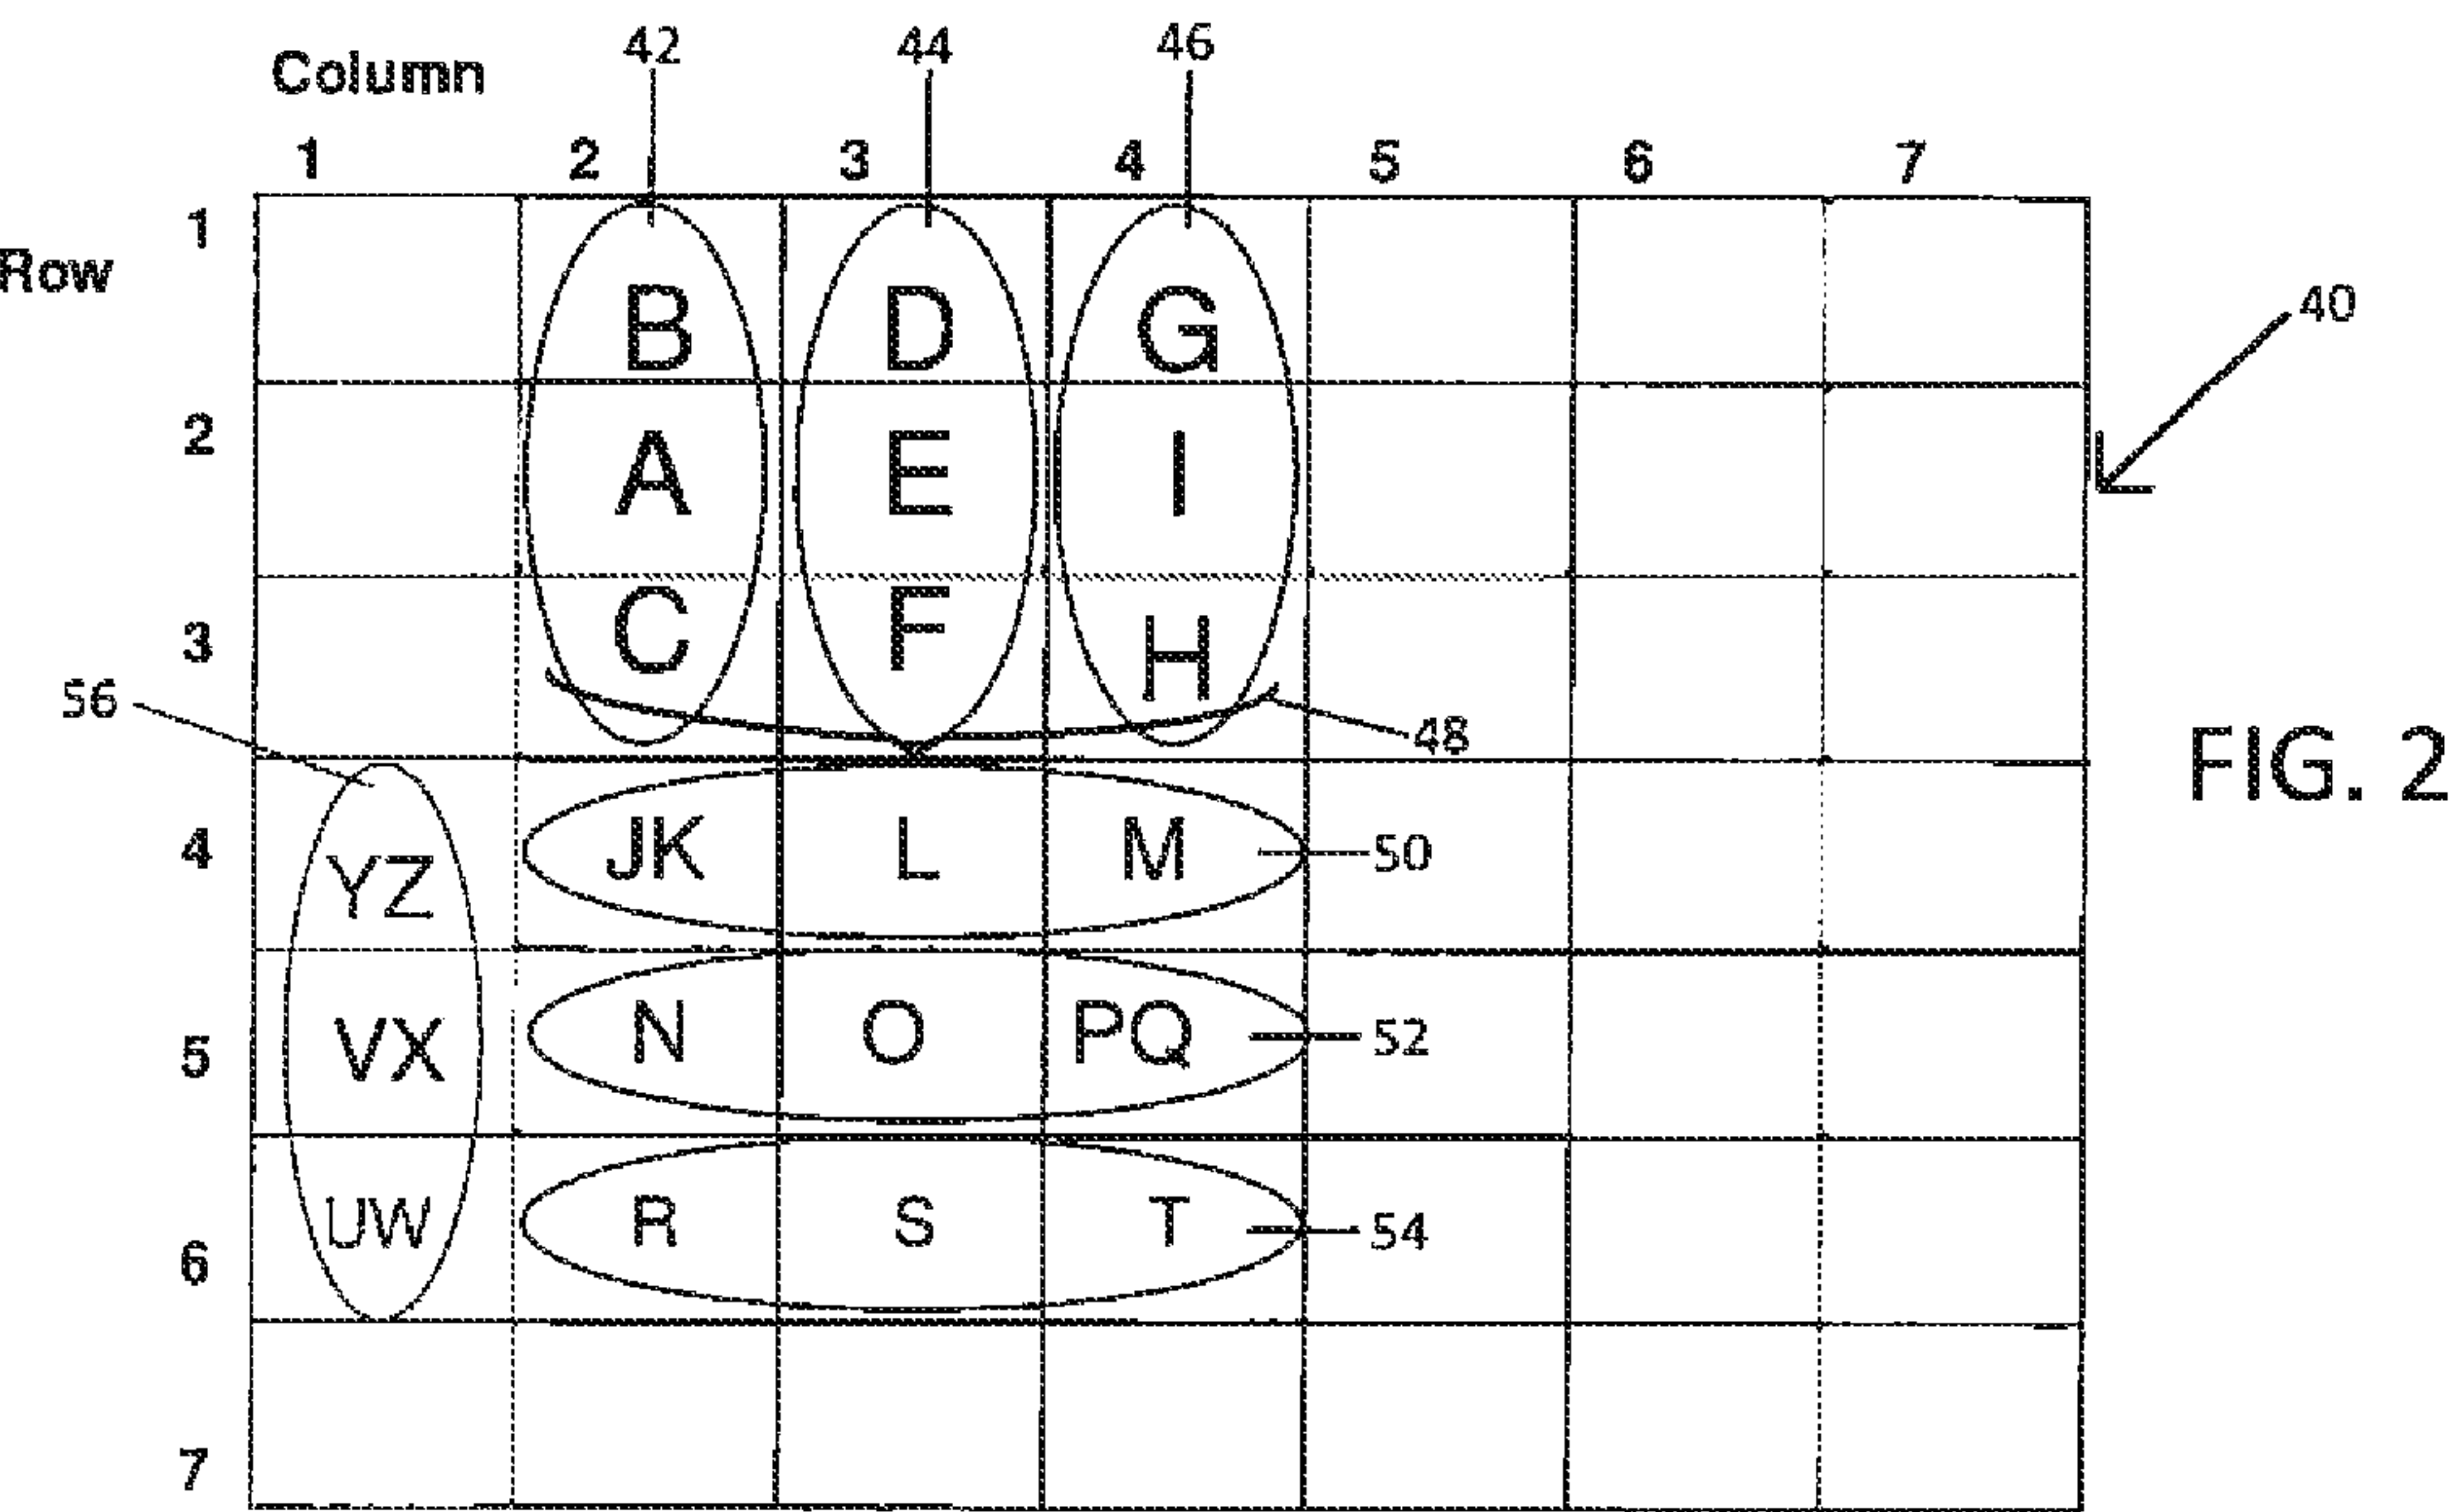 42 44 46
Column
1 2 3 4 5 6 7
1
Row
B D G
40
2 A E I
C F H
3
56
48
FIG. 2
4 YZ JK L M 50
5 VX N O PQ 52
UW R S T 54
6
7